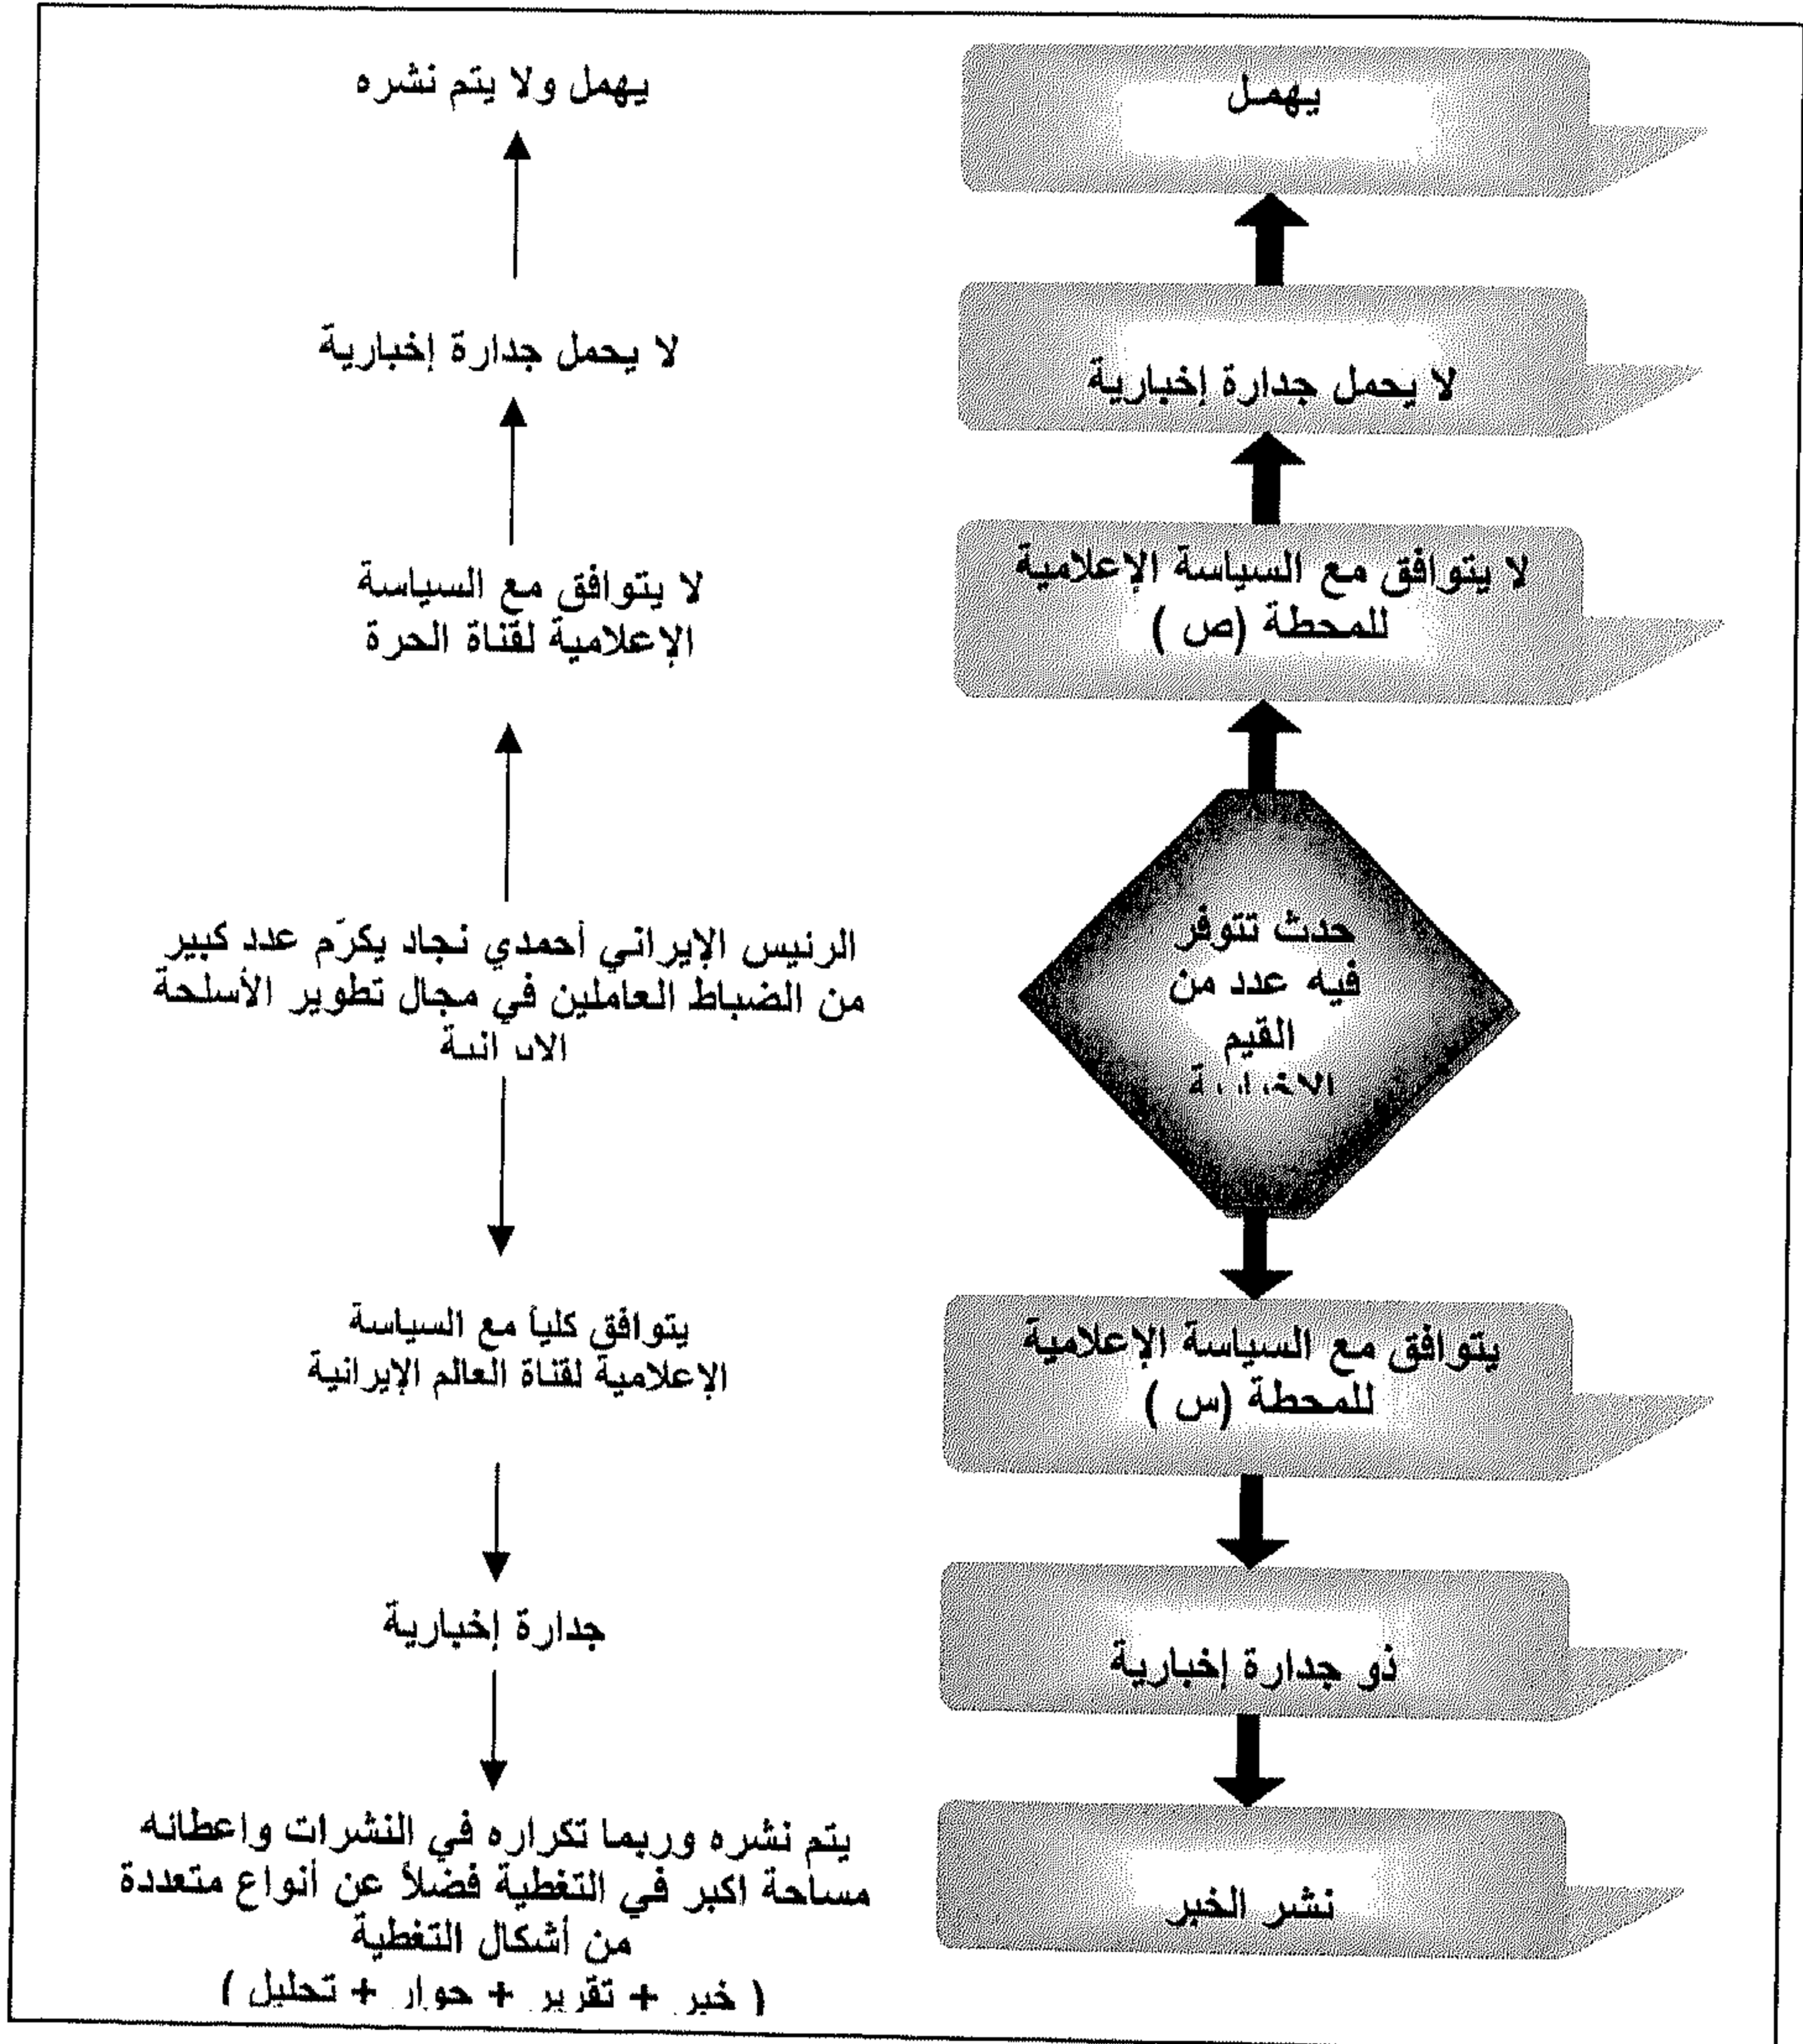 يهمل
لا يحمل جدارة إخبارية
لا يتوافق مع السياسة الإعلامية
للمحطة (ص )
حدث تتوفر
فيه عدد من
القيم
الاخبارية
يتوافق مع السياسة الإعلامية
للمحطة (س )
ذو جدارة إخبارية
نشر الخبر
يهمل ولا يتم نشره
لا يحمل جدارة إخبارية
لا يتوافق مع السياسة
الإعلامية لقناة الحرة
الرئيس الإيراني أحمدي نجاد يكرّم عدد كبير
من الضباط العاملين في مجال تطوير الأسلحة
الايرانية
يتوافق كلياً مع السياسة
الإعلامية لقناة العالم الإيرانية
جدارة إخبارية
يتم نشره وربما تكراره في النشرات واعطائه
مساحة اكبر في التغطية فضلاً عن أنواع متعددة
من أشكال التغطية
( خبر + تقرير + حوار + تحليل )